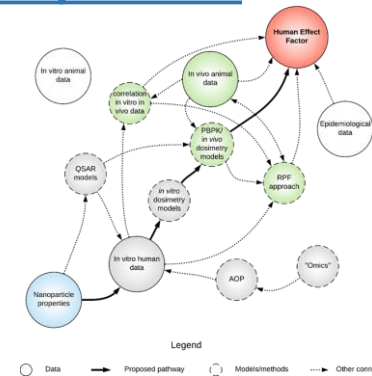 Human Effect
Factor
In vitro animal
data
In vivo animal
data
correlation
in vitro in
vivo data
Epidemiological
data
PBPK/
in vivo
dosimetry
models
QSAR
models
RPF
approach
in vitro
dosimetry
models
In vitro human
data
"Omics"
AOP
Nanoparticle
properties
Legend
Data
Proposed pathway
Models/methods